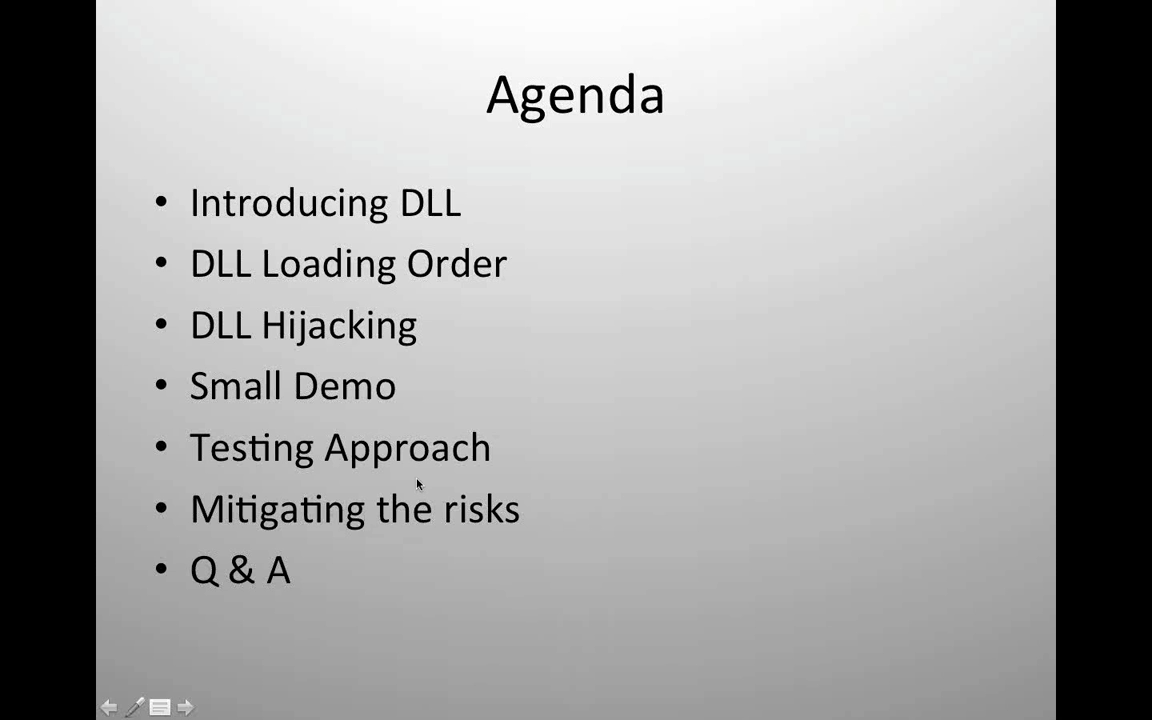 Agenda
• Introducing DLL
• DLL Loading Order
• DLL Hijacking
• Small Demo
• Testing Approach
• Mitigating the risks
• Q & A